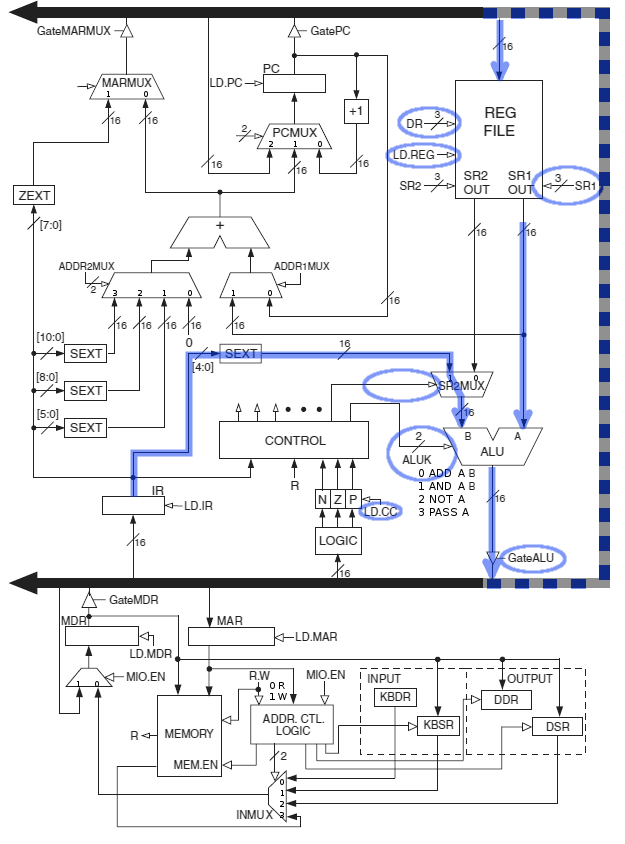 GateMARMUX
GatePC
16
PC
MARMUX
1 0
LD.PC
REG
FILE
+1
3
DR
2
PCMUX
2 1 0
16
16
LD.REG
16
16
16
SR2 3
SR2
OUT
SR1
OUT
3
SR1
ZEXT
[7:0]
+
16
16
ADDR2MUX
2
3 2 1 0
ADDR1MUX
1 0
16
16
16
16
16
[10:0]
SEXT
0
[4:0]
SEXT
16
[8:0]
SEXT
1 0
SR2MUX
16
[5:0]
SEXT
CONTROL
2
ALUK
B A
ALU
0 ADD A B
1 AND A B
2 NOT A
3 PASS A
IR
LD.IR
R
N Z P
LD.CC
16
LOGIC
16
16
GateALU
GateMDR
MDR
LD.MDR
MAR
LD.MAR
MIO.EN
1 0
R.W
0 R
1 W
MIO.EN
INPUT
KBDR
OUTPUT
DDR
R
MEMORY
ADDR. CTL.
LOGIC
KBSR
DSR
MEM.EN
2
0
1
2
3
INMUX